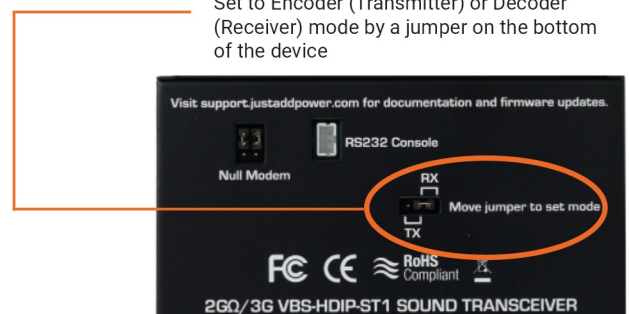 Set to Encoder (Transmitter) or Decoder
(Receiver) mode by a jumper on the bottom
of the device
Visit support.justaddpower.com for documentation and firmware updates.
RS232 Console
Null Modem
RX
Move jumper to set mode
TX
FC CE RoHS
Compliant
2GΩ/3G VBS-HDIP-ST1 SOUND TRANSCEIVER